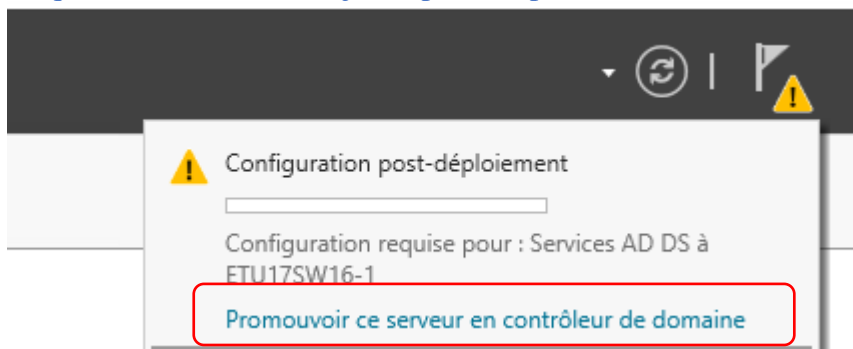 Configuration post-déploiement
Configuration requise pour : Services AD DS à
ETU17SW16-1
Promouvoir ce serveur en contrôleur de domaine